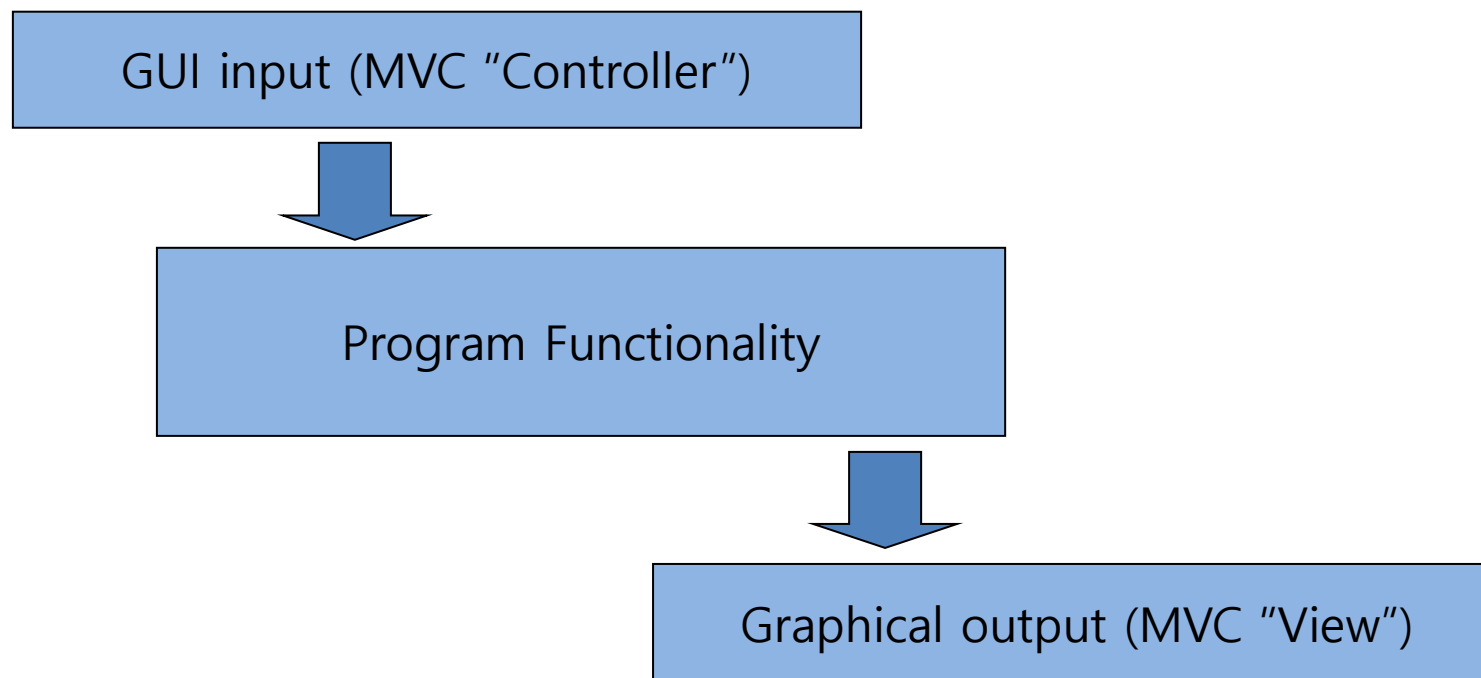 GUI input (MVC "Controller")
Program Functionality
Graphical output (MVC "View")